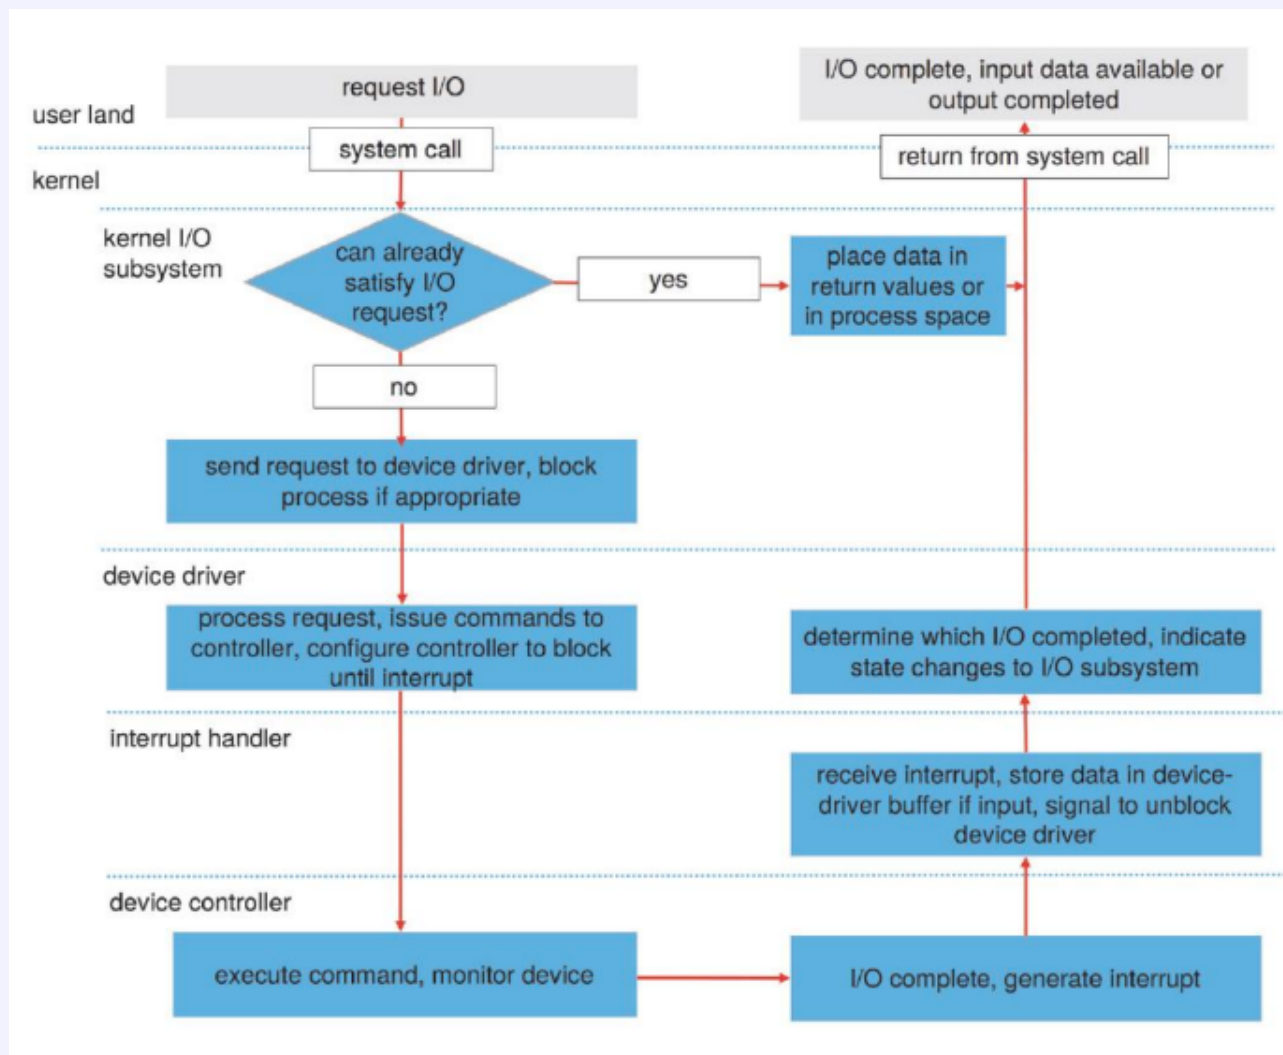 request I/O
I/O complete, input data available or
output completed
user land
system call
return from system call
kernel
kernel I/O
subsystem
can already
satisfy I/O
request?
yes
place data in
return values or
in process space
no
send request to device driver, block
process if appropriate
device driver
process request, issue commands to
controller, configure controller to block
until interrupt
determine which I/O completed, indicate
state changes to I/O subsystem
interrupt handler
receive interrupt, store data in device-
driver buffer if input, signal to unblock
device driver
device controller
execute command, monitor device
I/O complete, generate interrupt